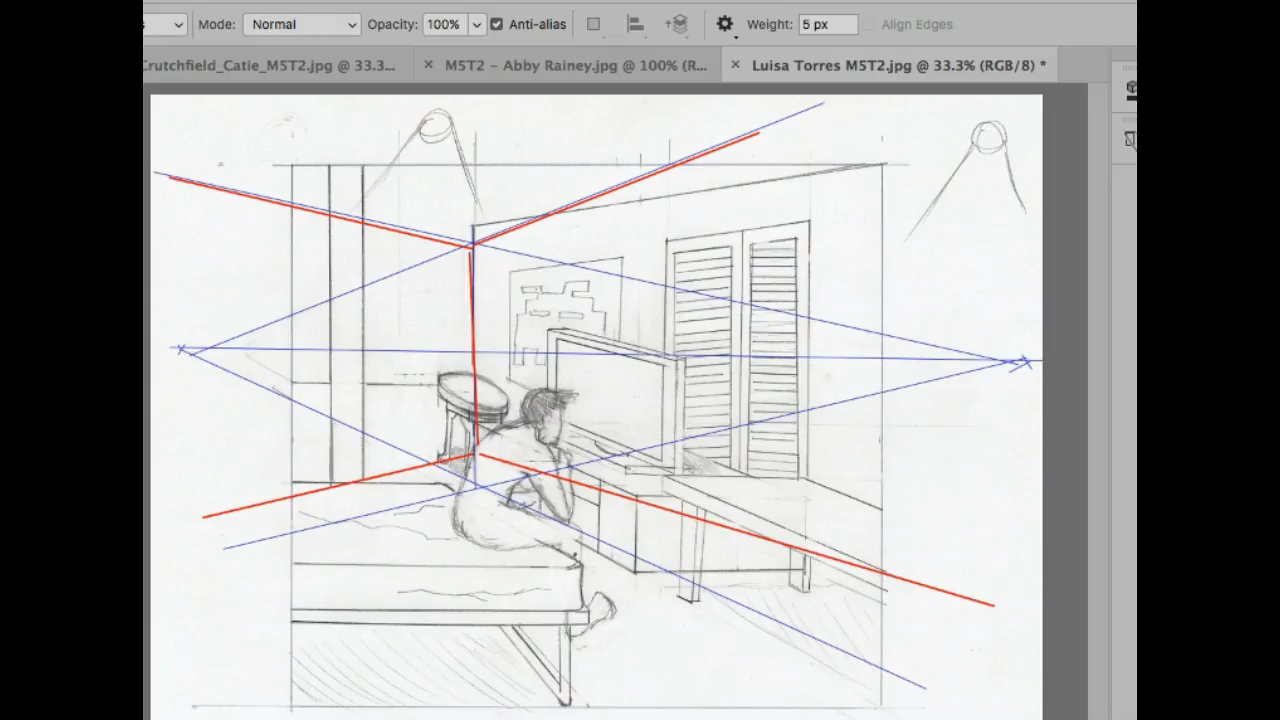 Mode: Normal Opacity: 100% Anti-alias Weight: 5 px Align Edges
Crutchfield_Catie_M5T2.jpg @ 33.3... × M5T2 – Abby Rainey.jpg @ 100% (R... × Luisa Torres M5T2.jpg @ 33.3% (RGB/8) *